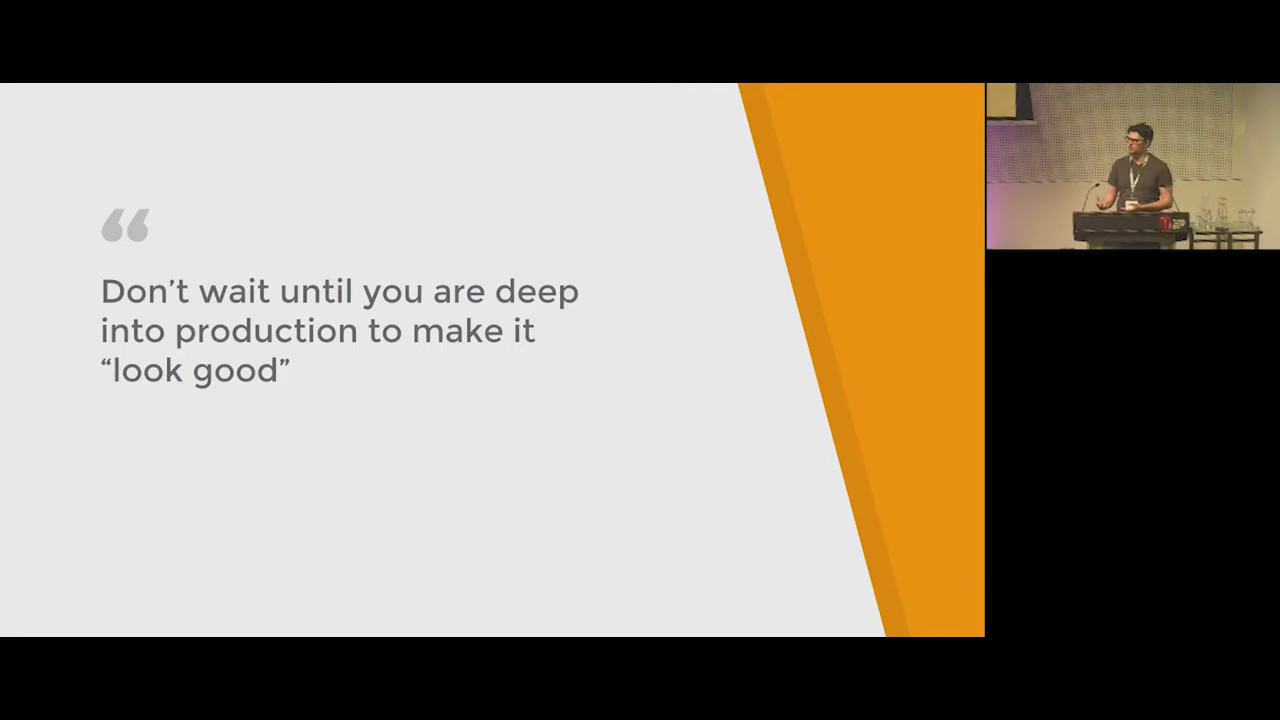 “
Don’t wait until you are deep
into production to make it
“look good”